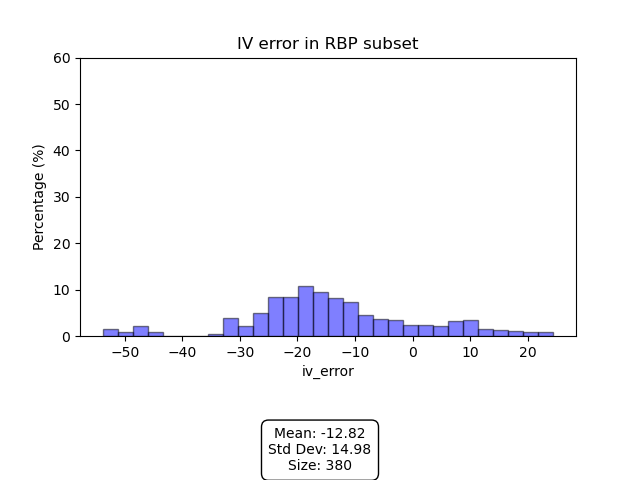 IV error in RBP subset
60
50
40
30
20
10
0
Percentage (%)
−50 −40 −30 −20 −10 0 10 20
iv_error
Mean: -12.82
Std Dev: 14.98
Size: 380